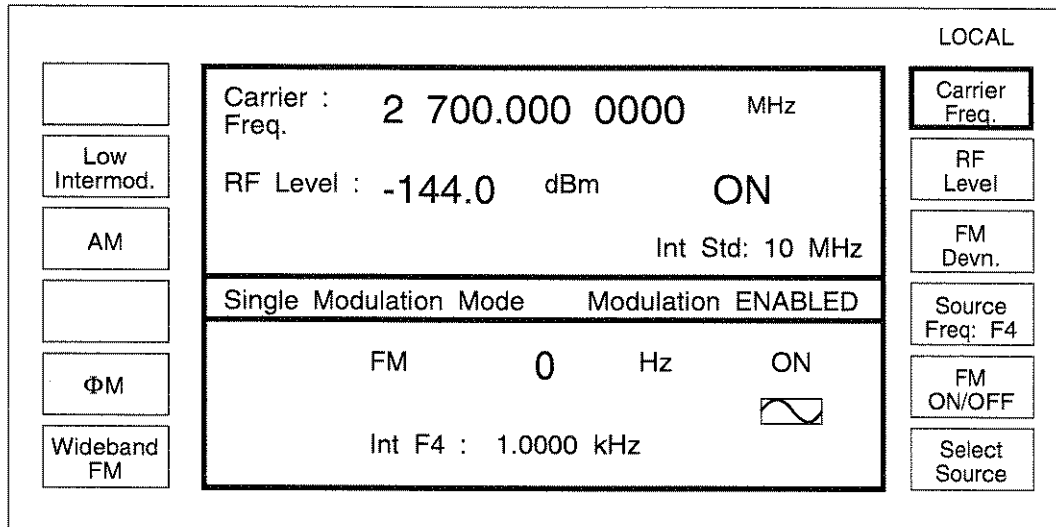 LOCAL
Low
Intermod.
AM
ΦM
Wideband
FM
Carrier :
Freq.
2 700.000 0000 MHz
RF Level : -144.0 dBm ON
Int Std: 10 MHz
Single Modulation Mode Modulation ENABLED
FM 0 Hz ON
Int F4 : 1.0000 kHz
Carrier
Freq.
RF
Level
FM
Devn.
Source
Freq: F4
FM
ON/OFF
Select
Source